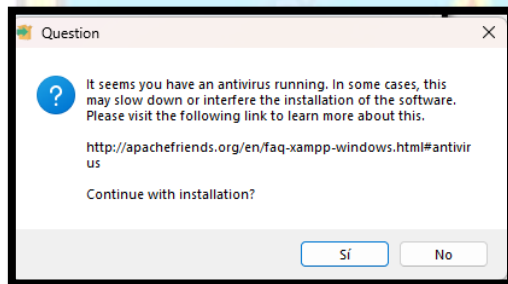 Question
It seems you have an antivirus running. In some cases, this
may slow down or interfere the installation of the software.
Please visit the following link to learn more about this.
http://apachefriends.org/en/faq-xampp-windows.html#antivir
us
Continue with installation?
Sí
No